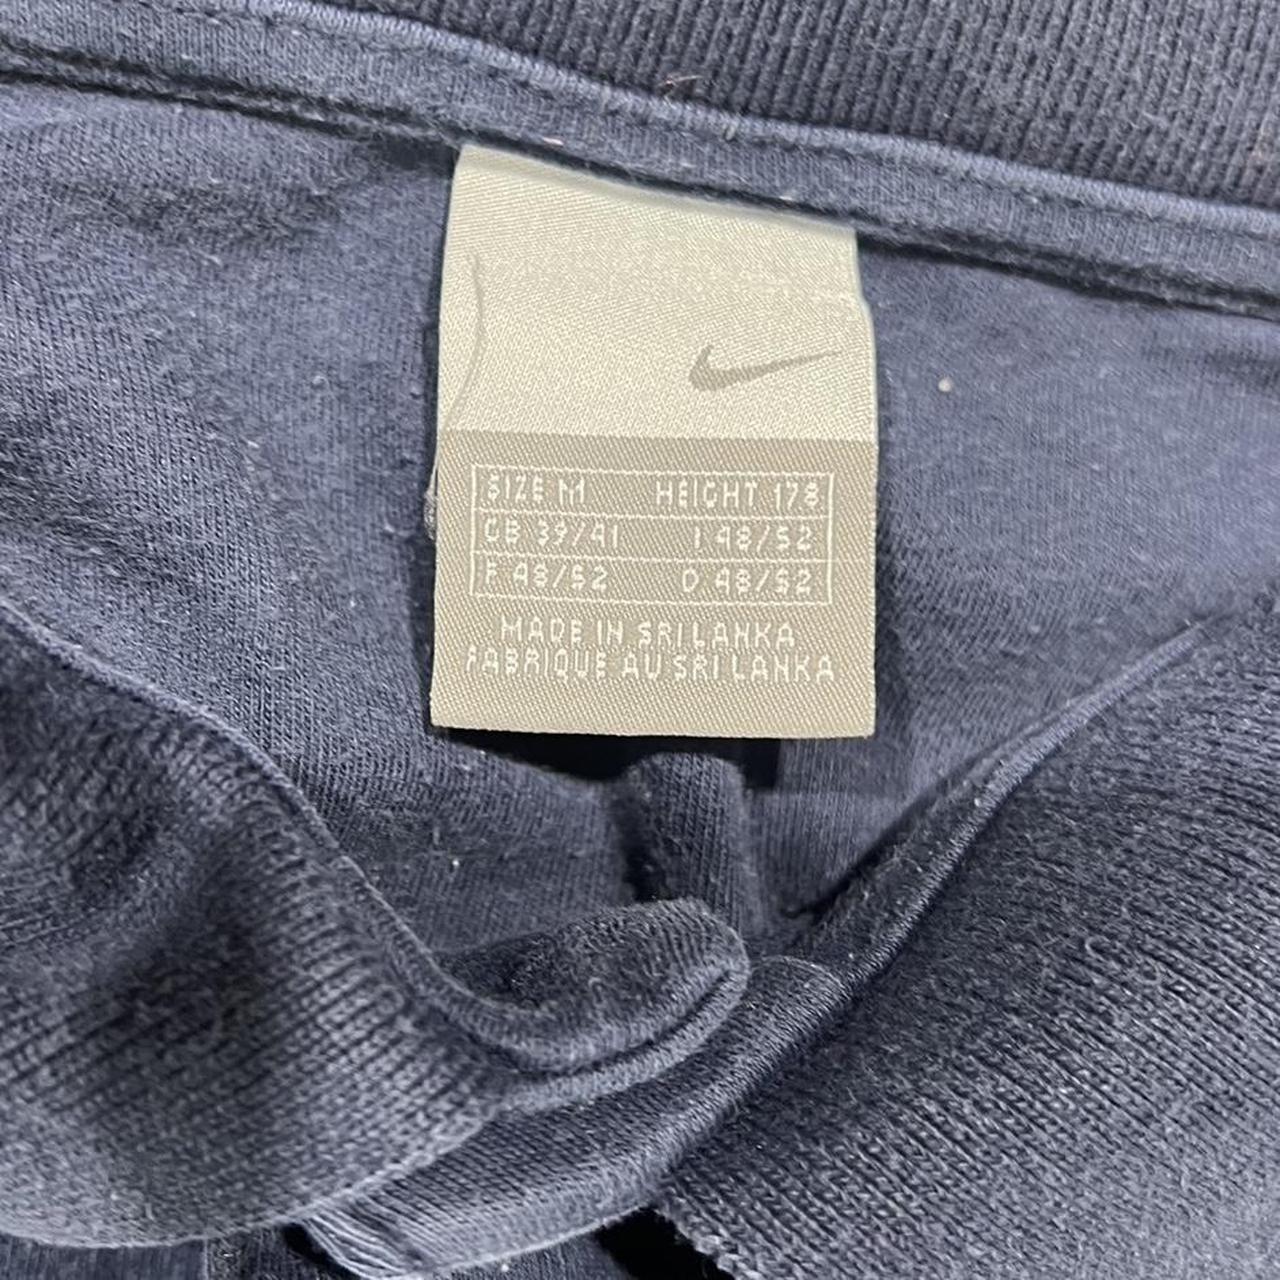 SIZE M HEIGHT 178
GB 39/41 I 48/52
F 48/52 D 48/52
MADE IN SRI LANKA
FABRIQUE AU SRI LANKA